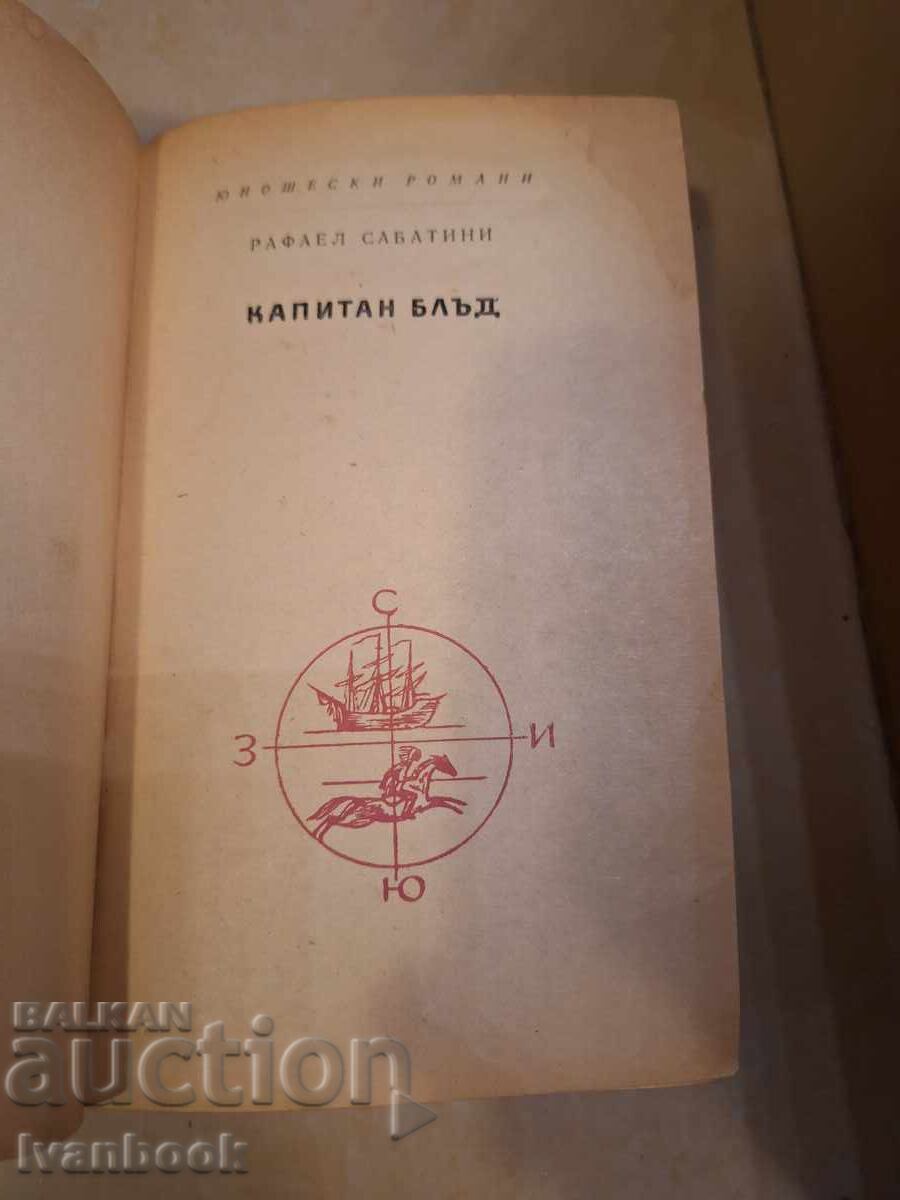 ЮНОШЕСКИ РОМАНИ
РАФАЕЛ САБАТИНИ
КАПИТАН БЛЪД
С
З И
Ю
BALKAN
auction
Ivanbook